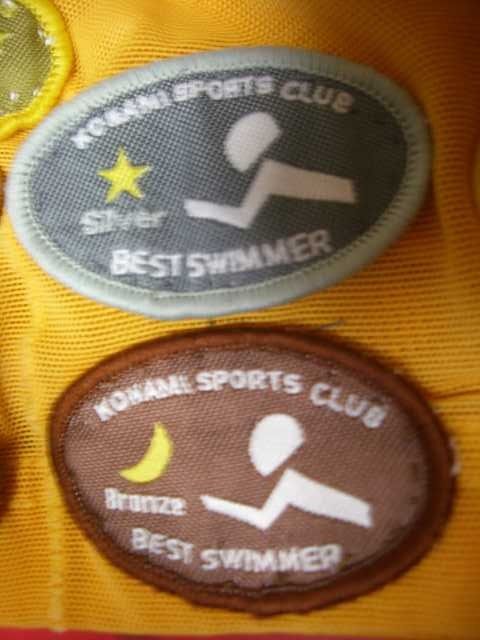 KONAMI SPORTS CLUB
Silver
BEST SWIMMER
KONAMI SPORTS CLUB
Bronze
BEST SWIMMER